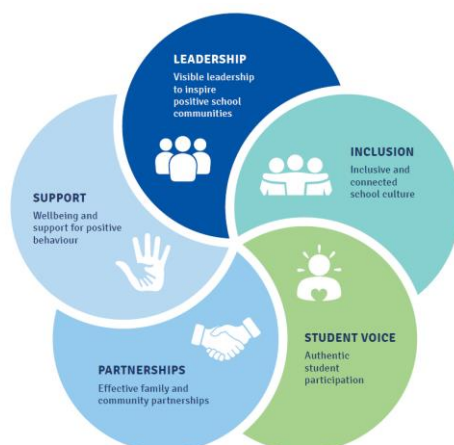 LEADERSHIP
Visible leadership
to inspire
positive school
communities
INCLUSION
Inclusive and
connected
school culture
STUDENT VOICE
Authentic
student
participation
PARTNERSHIPS
Effective family and
community partnerships
SUPPORT
Wellbeing and
support for positive
behaviour